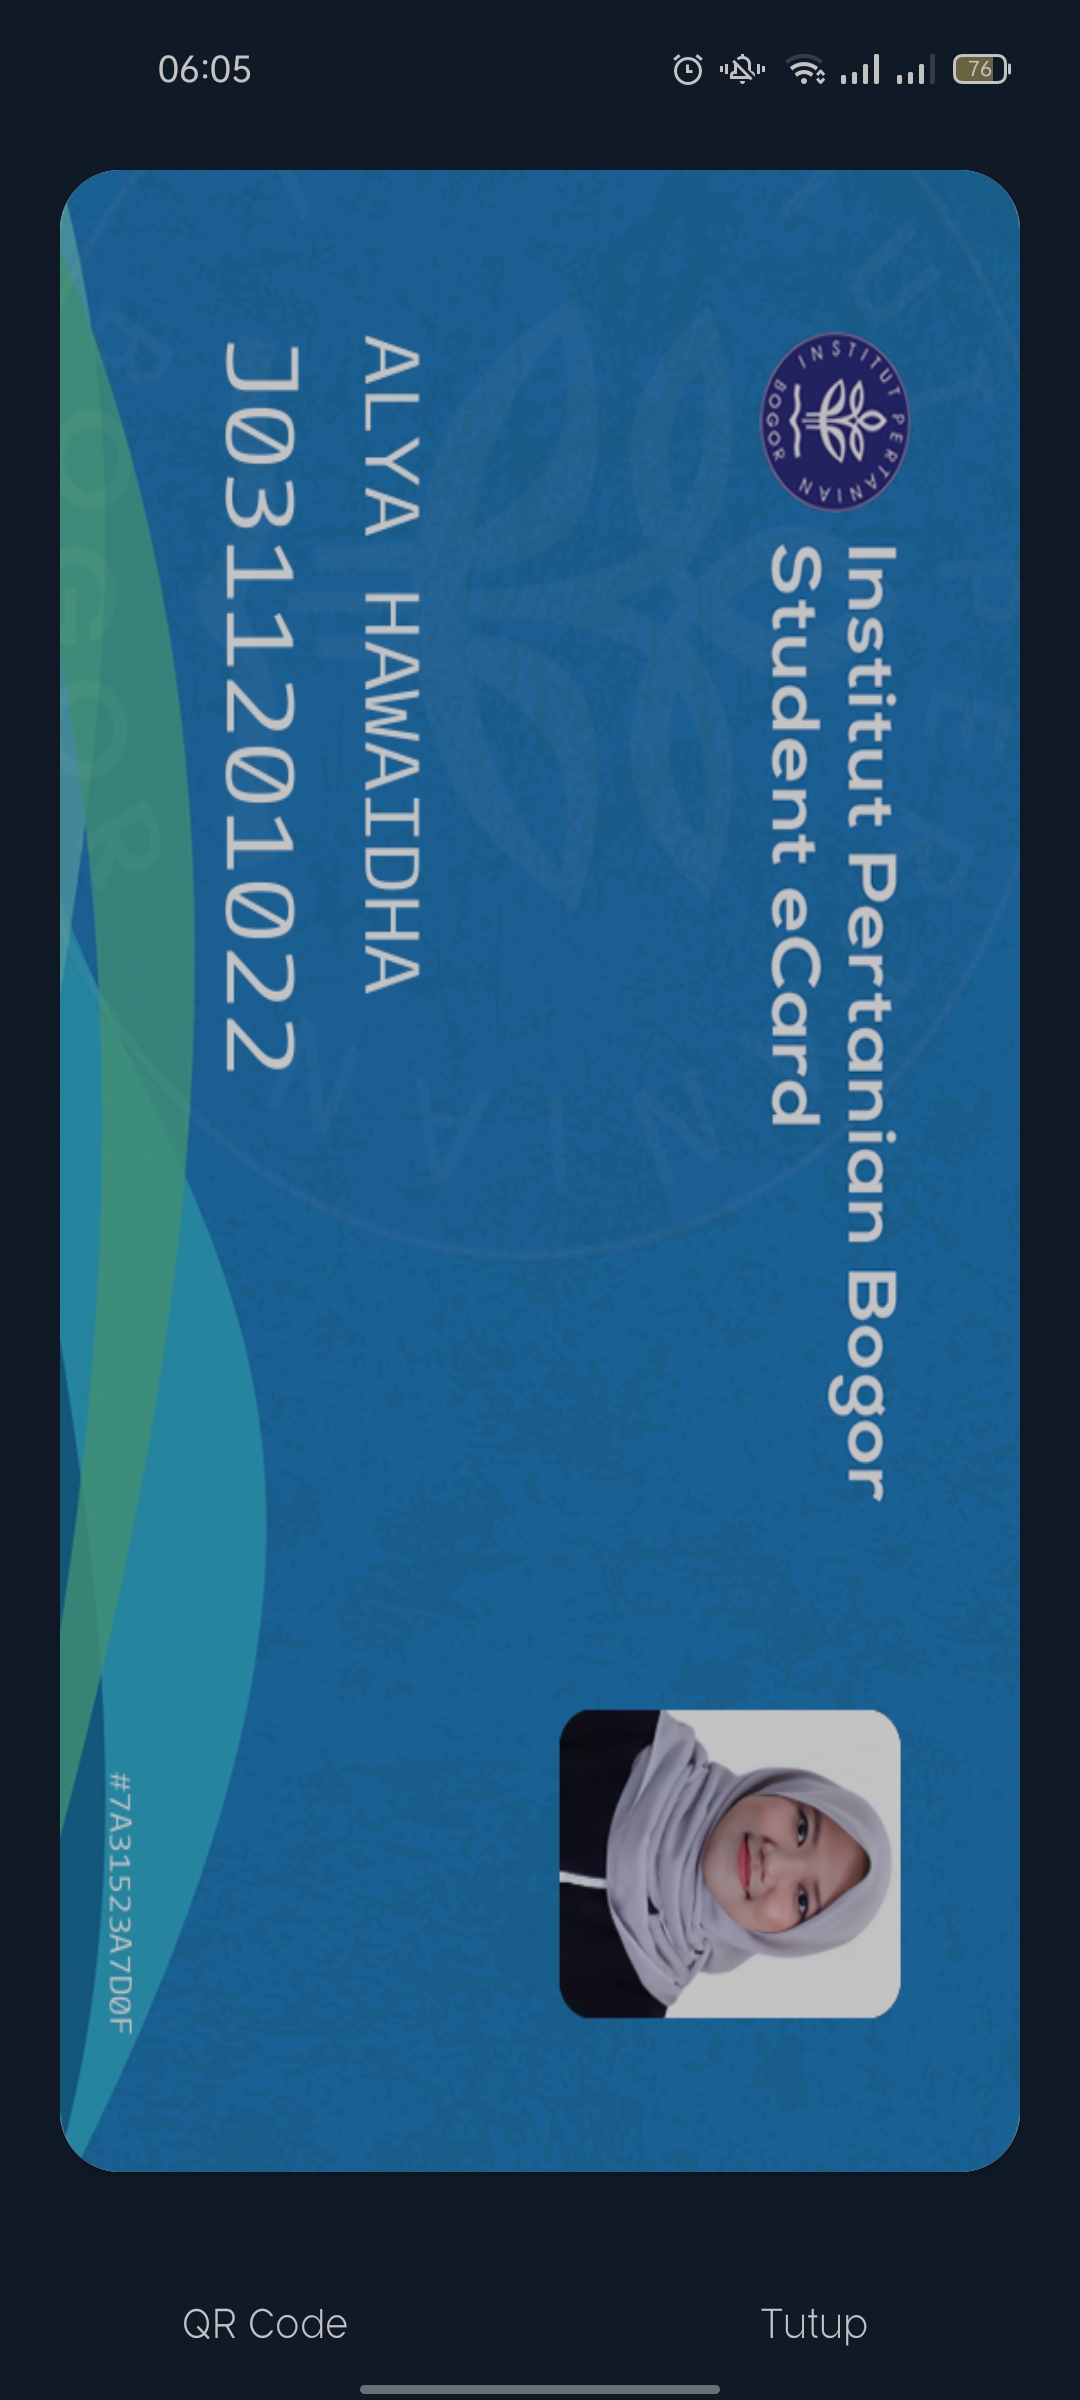 06:05
76
INSTITUT PERTANIAN BOGOR
Institut Pertanian Bogor
Student eCard
ALYA HAWAIDHA
J0311201022
#7A31523A7D0F
QR Code
Tutup